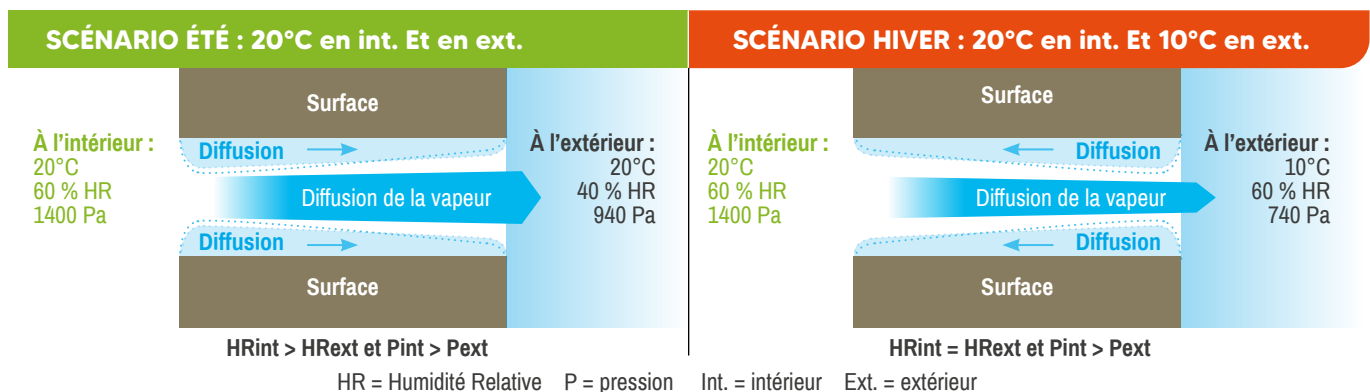 SCÉNARIO ÉTÉ : 20°C en int. Et en ext.
Surface
À l'intérieur :
20°C
60 % HR
1400 Pa
Diffusion
Diffusion de la vapeur
Diffusion
À l'extérieur :
20°C
40 % HR
940 Pa
Surface
HRint > HRext et Pint > Pext
SCÉNARIO HIVER : 20°C en int. Et 10°C en ext.
Surface
À l'intérieur :
20°C
60 % HR
1400 Pa
Diffusion
Diffusion de la vapeur
Diffusion
À l'extérieur :
10°C
60 % HR
740 Pa
Surface
HRint = HRext et Pint > Pext
HR = Humidité Relative P = pression Int. = intérieur Ext. = extérieur